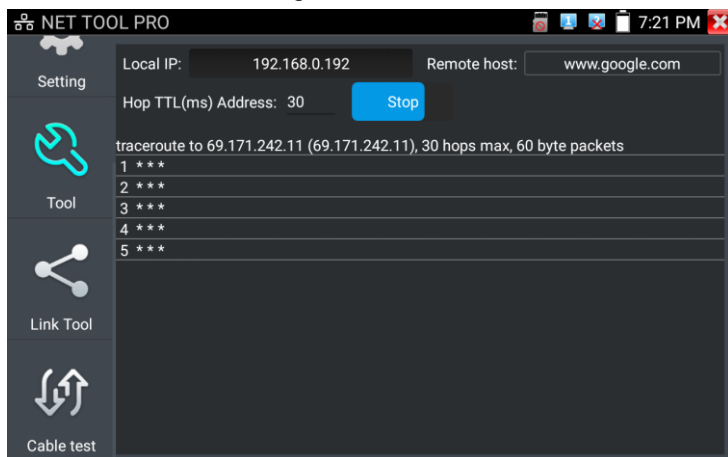 NET TOOL PRO 7:21 PM
Setting
Local IP: 192.168.0.192 Remote host: www.google.com
Hop TTL(ms) Address: 30 Stop
traceroute to 69.171.242.11 (69.171.242.11), 30 hops max, 60 byte packets
1 * * *
2 * * *
3 * * *
4 * * *
5 * * *
Tool
Link Tool
Cable test